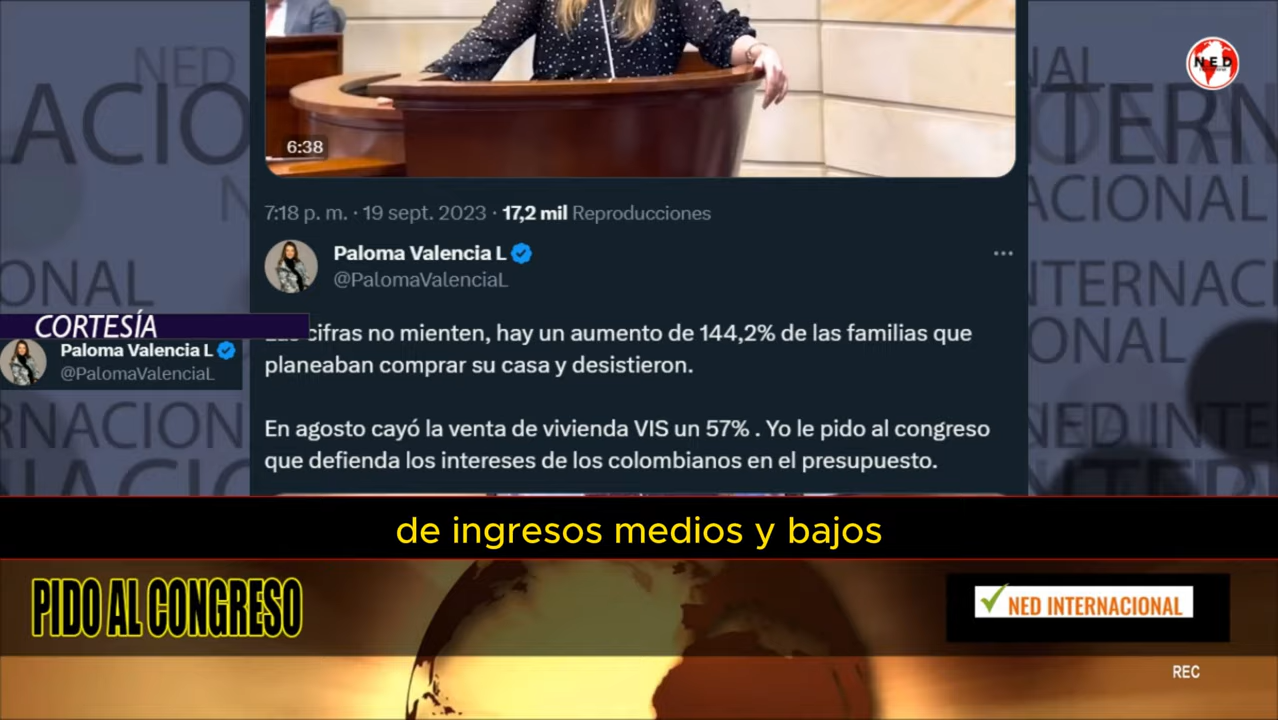 NED
6:38
7:18 p. m. · 19 sept. 2023 · 17,2 mil Reproducciones
Paloma Valencia L
@PalomaValenciaL
CORTESÍA
Paloma Valencia L
@PalomaValenciaL
cifras no mienten, hay un aumento de 144,2% de las familias que
planeaban comprar su casa y desistieron.
En agosto cayó la venta de vivienda VIS un 57% . Yo le pido al congreso
que defienda los intereses de los colombianos en el presupuesto.
de ingresos medios y bajos
PIDO AL CONGRESO
NED INTERNACIONAL
REC